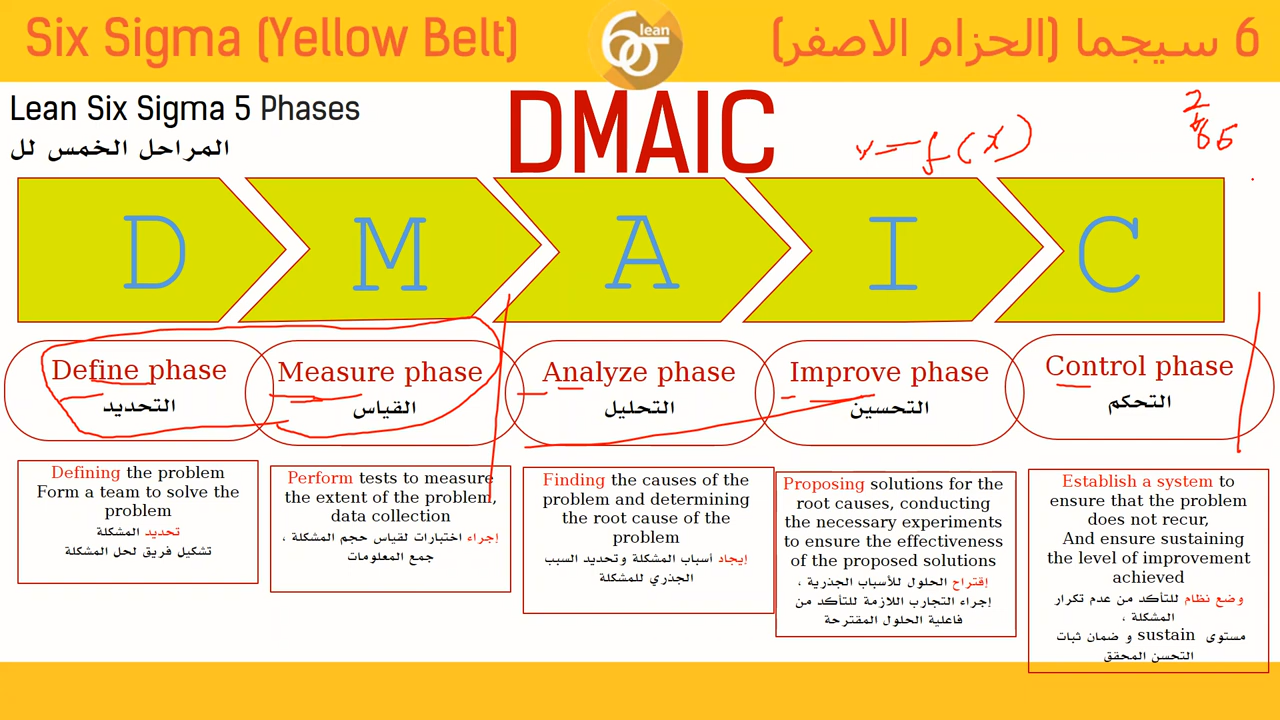 Six Sigma (Yellow Belt)
lean
6σ
6 سيجما (الحزام الاصفر)
Lean Six Sigma 5 Phases
المراحل الخمس لل
DMAIC
y=f(x)
D
M
A
I
C
Define phase
التحديد
Measure phase
القياس
Analyze phase
التحليل
Improve phase
التحسين
Control phase
التحكم
Defining the problem
Form a team to solve the
problem
تحديد المشكلة
تشكيل فريق لحل المشكلة
Perform tests to measure
the extent of the problem,
data collection
إجراء اختبارات لقياس حجم المشكلة ،
جمع المعلومات
Finding the causes of the
problem and determining
the root cause of the
problem
إيجاد أسباب المشكلة وتحديد السبب
الجذري للمشكلة
Proposing solutions for the
root causes, conducting
the necessary experiments
to ensure the effectiveness
of the proposed solutions
إقتراح الحلول للأسباب الجذرية ،
إجراء التجارب اللازمة للتأكد من
فاعلية الحلول المقترحة
Establish a system to
ensure that the problem
does not recur,
And ensure sustaining
the level of improvement
achieved
وضع نظام للتأكد من عدم تكرار
المشكلة ،
مستوى sustain و ضمان ثبات
التحسن المحقق